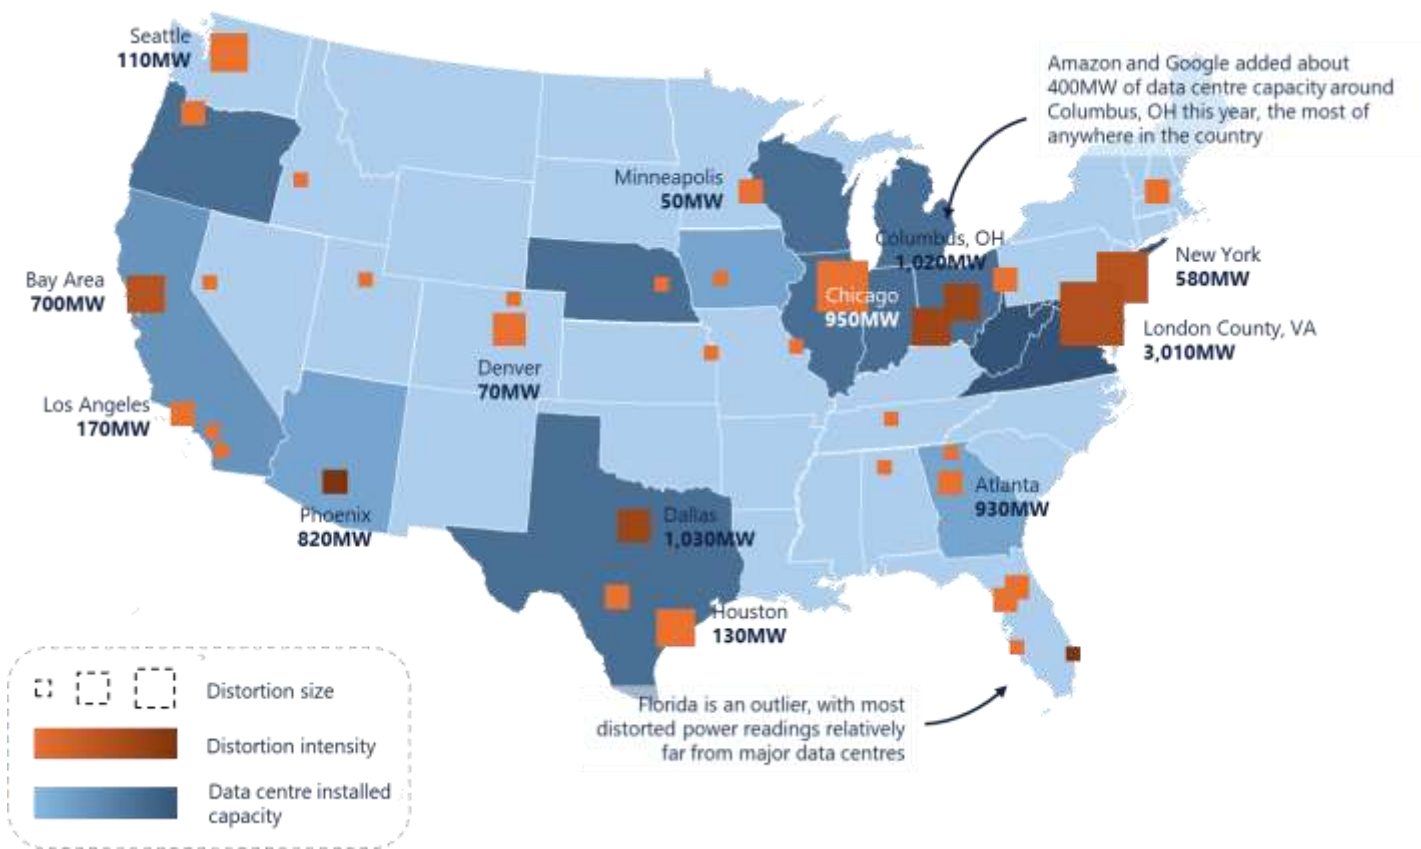 Seattle
110MW
Amazon and Google added about
400MW of data centre capacity around
Columbus, OH this year, the most of
anywhere in the country
Minneapolis
50MW
Columbus, OH
1,020MW
New York
580MW
Bay Area
700MW
Chicago
950MW
London County, VA
3,010MW
Denver
70MW
Los Angeles
170MW
Atlanta
930MW
Phoenix
820MW
Dallas
1,030MW
Houston
130MW
Florida is an outlier, with most
distorted power readings relatively
far from major data centres
Distortion size
Distortion intensity
Data centre installed
capacity